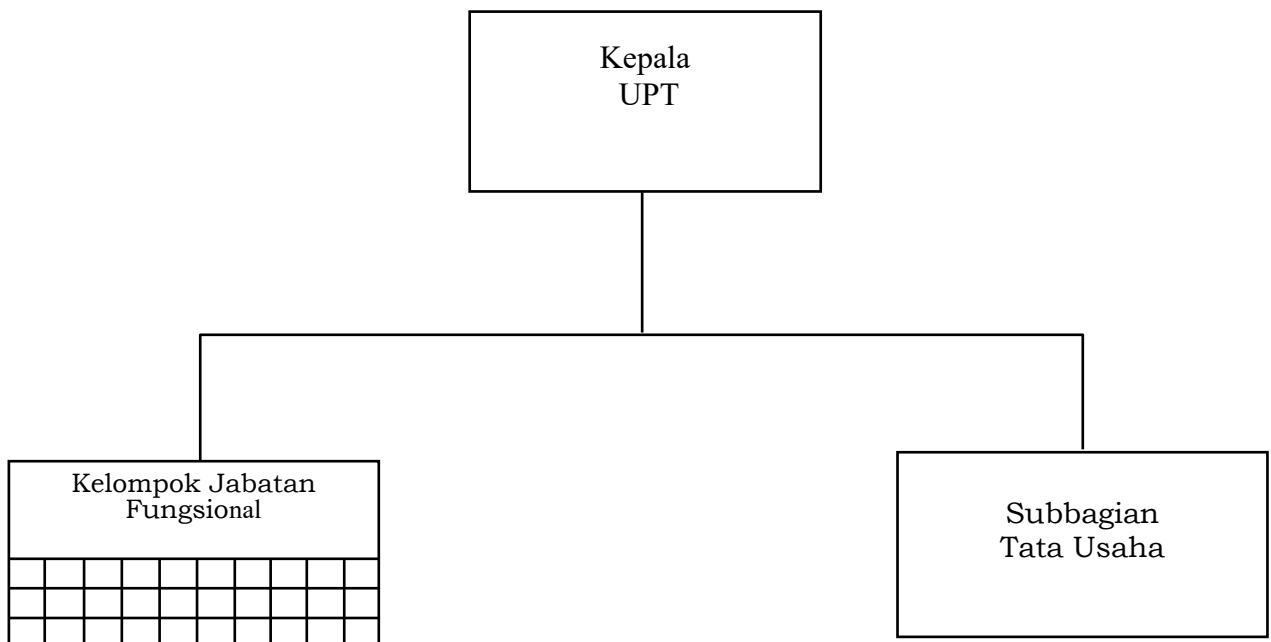 Kepala
UPT
Kelompok Jabatan
Fungsional
Subbagian
Tata Usaha